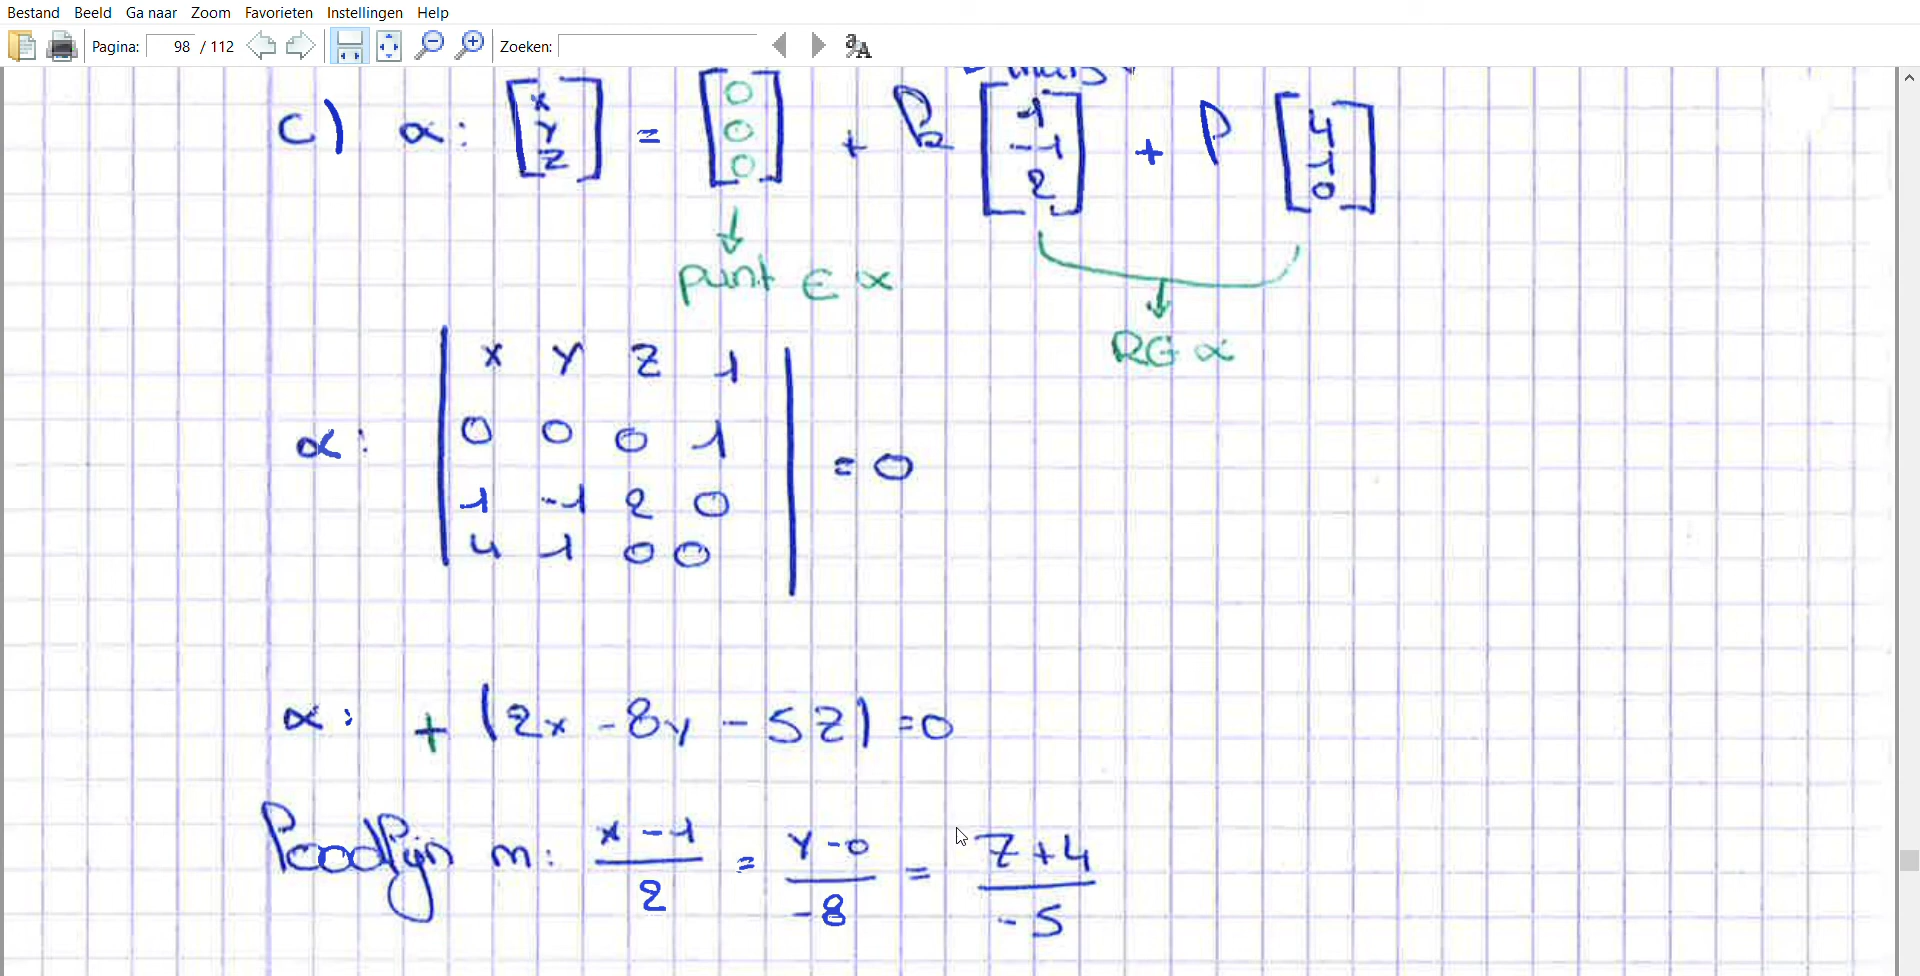 Bestand Beeld Ga naar Zoom Favorieten Instellingen Help
Pagina: 98 / 112 Zoeken:
c) α: [x y z] = [0 0 0] + k [1 -1 2] + p [4 1 0]
punt ∈ α
RG α
x y z 1
0 0 0 1
α: = 0
1 -1 2 0
4 1 0 0
α: + (2x - 8y - 5z) = 0
Loodlijn m: x-1/2 = y-0/-8 = z+4/-5